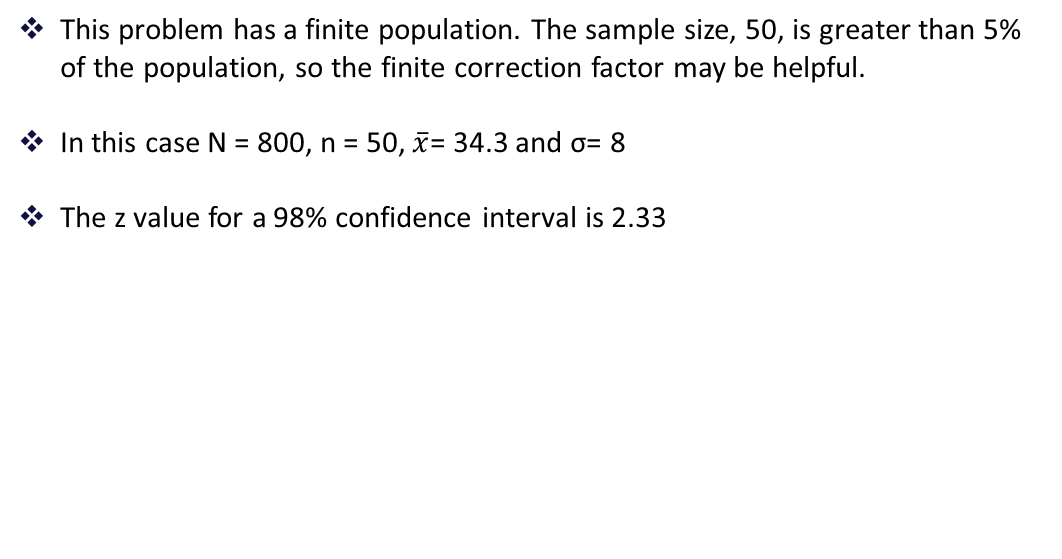 ❖ This problem has a finite population. The sample size, 50, is greater than 5%
of the population, so the finite correction factor may be helpful.
❖ In this case N = 800, n = 50, x̄= 34.3 and σ= 8
❖ The z value for a 98% confidence interval is 2.33